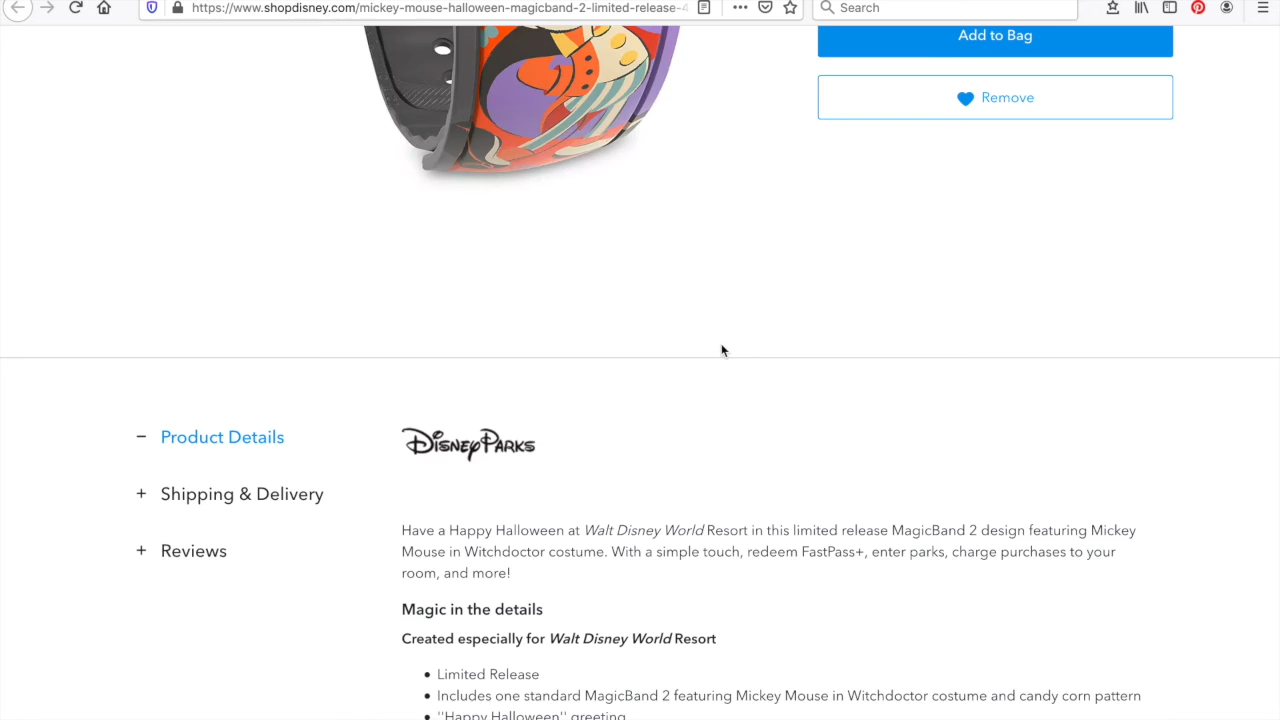 https://www.shopdisney.com/mickey-mouse-halloween-magicband-2-limited-release-4
Search
Add to Bag
Remove
− Product Details
Disney Parks
+ Shipping & Delivery
+ Reviews
Have a Happy Halloween at Walt Disney World Resort in this limited release MagicBand 2 design featuring Mickey
Mouse in Witchdoctor costume. With a simple touch, redeem FastPass+, enter parks, charge purchases to your
room, and more!
Magic in the details
Created especially for Walt Disney World Resort
• Limited Release
• Includes one standard MagicBand 2 featuring Mickey Mouse in Witchdoctor costume and candy corn pattern
• ''Happy Halloween'' greeting